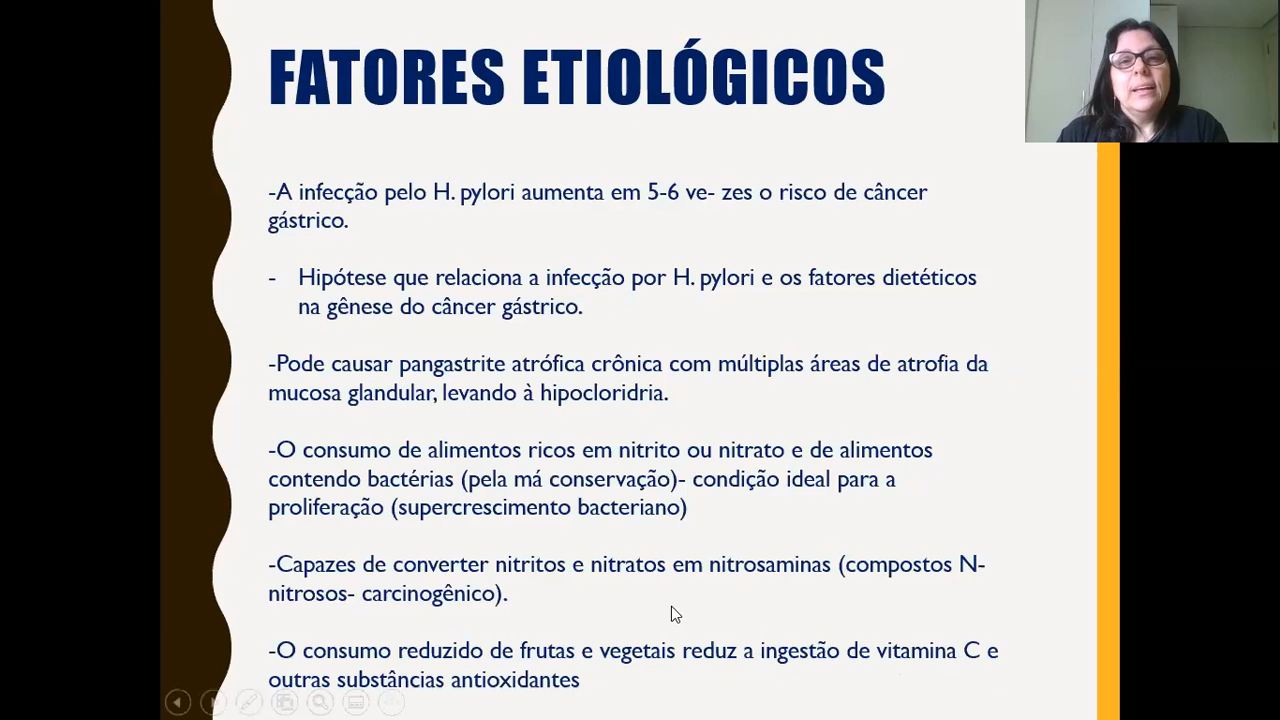 FATORES ETIOLÓGICOS
-A infecção pelo H. pylori aumenta em 5-6 ve- zes o risco de câncer
gástrico.
- Hipótese que relaciona a infecção por H. pylori e os fatores dietéticos
na gênese do câncer gástrico.
-Pode causar pangastrite atrófica crônica com múltiplas áreas de atrofia da
mucosa glandular, levando à hipocloridria.
-O consumo de alimentos ricos em nitrito ou nitrato e de alimentos
contendo bactérias (pela má conservação)- condição ideal para a
proliferação (supercrescimento bacteriano)
-Capazes de converter nitritos e nitratos em nitrosaminas (compostos N-
nitrosos- carcinogênico).
-O consumo reduzido de frutas e vegetais reduz a ingestão de vitamina C e
outras substâncias antioxidantes